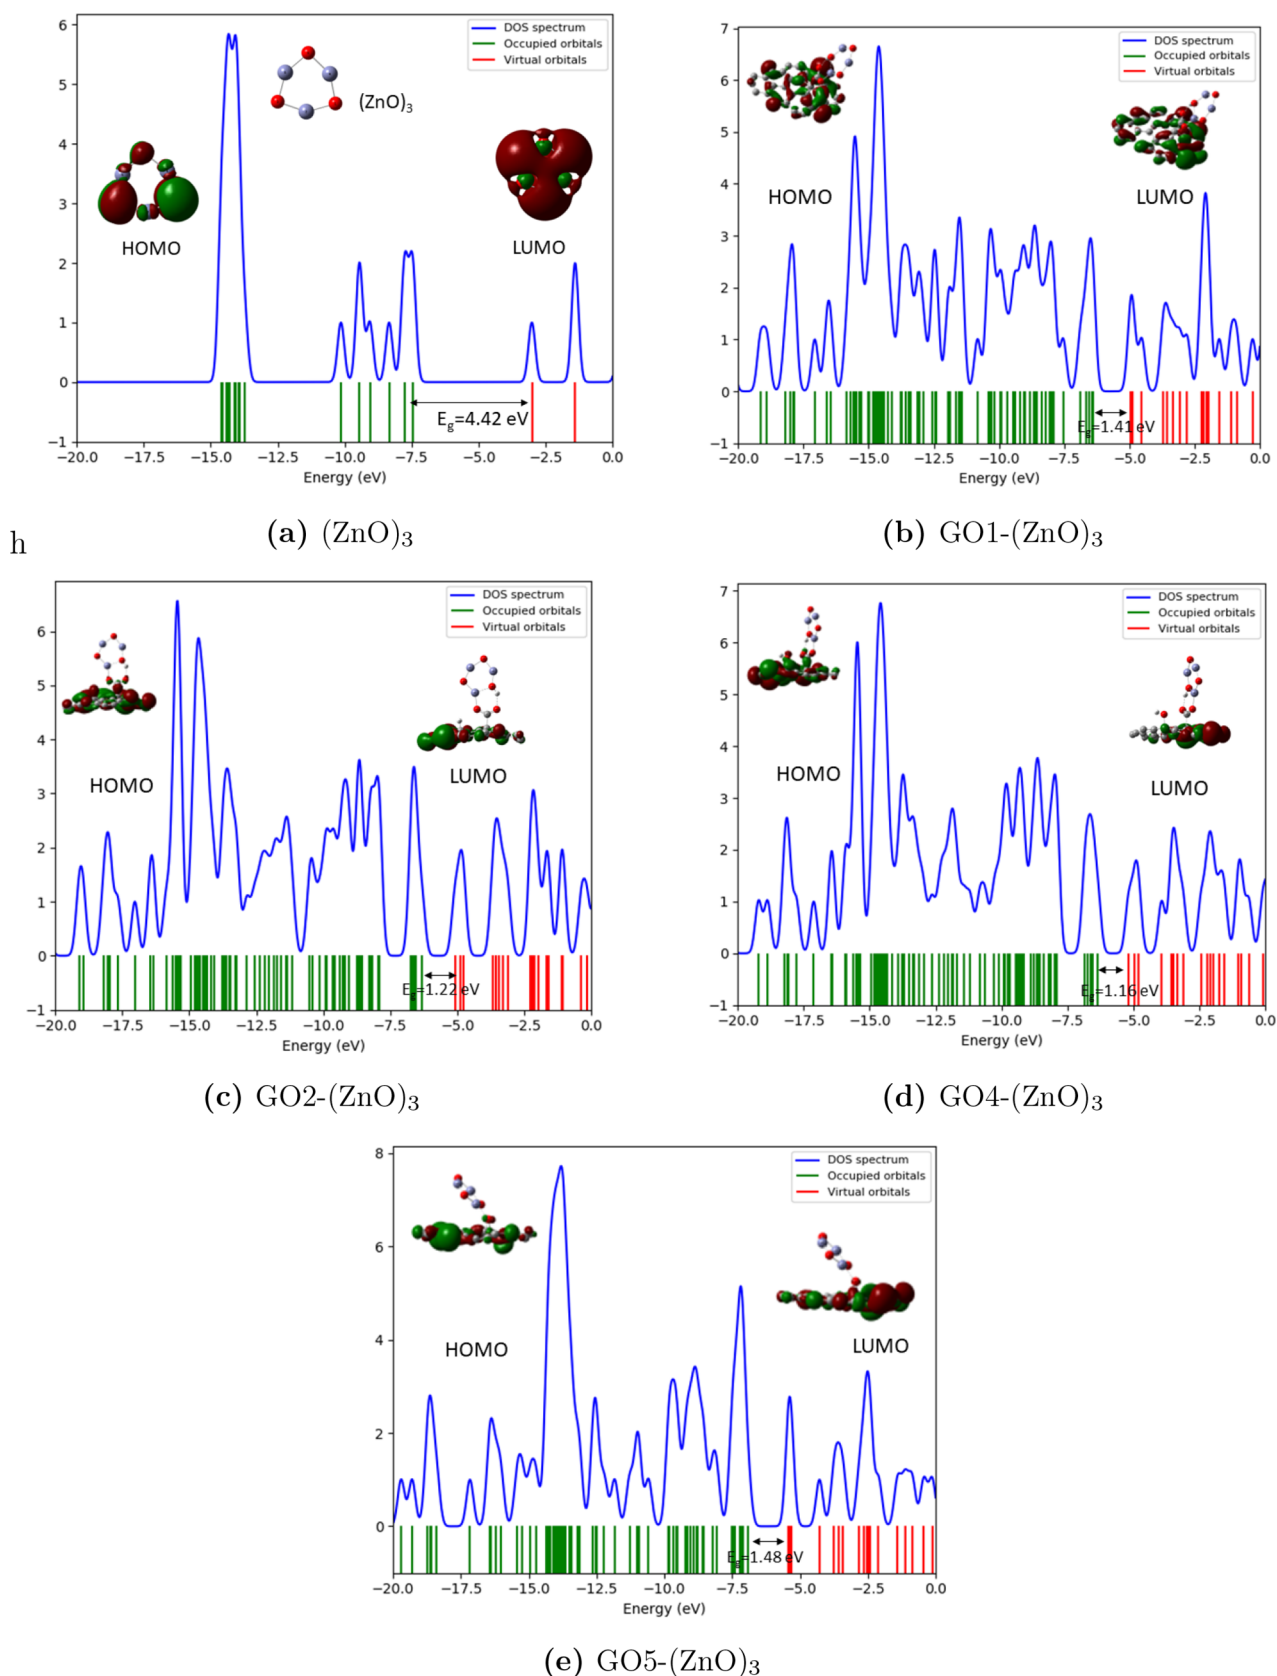 DOS spectrum
Occupied orbitals
Virtual orbitals
(ZnO)3
HOMO
LUMO
Eg=4.42 eV
6
5
4
3
2
1
0
−1
−20.0 −17.5 −15.0 −12.5 −10.0 −7.5 −5.0 −2.5 0.0
Energy (eV)
(a) (ZnO)3
DOS spectrum
Occupied orbitals
Virtual orbitals
HOMO
LUMO
Eg=1.41 eV
7
6
5
4
3
2
1
0
−1
−20.0 −17.5 −15.0 −12.5 −10.0 −7.5 −5.0 −2.5 0.0
Energy (eV)
(b) GO1-(ZnO)3
h
DOS spectrum
Occupied orbitals
Virtual orbitals
HOMO
LUMO
Eg=1.22 eV
6
5
4
3
2
1
0
−1
−20.0 −17.5 −15.0 −12.5 −10.0 −7.5 −5.0 −2.5 0.0
Energy (eV)
(c) GO2-(ZnO)3
DOS spectrum
Occupied orbitals
Virtual orbitals
HOMO
LUMO
Eg=1.16 eV
7
6
5
4
3
2
1
0
−1
−20.0 −17.5 −15.0 −12.5 −10.0 −7.5 −5.0 −2.5 0.0
Energy (eV)
(d) GO4-(ZnO)3
DOS spectrum
Occupied orbitals
Virtual orbitals
HOMO
LUMO
Eg=1.48 eV
8
6
4
2
0
−20.0 −17.5 −15.0 −12.5 −10.0 −7.5 −5.0 −2.5 0.0
Energy (eV)
(e) GO5-(ZnO)3